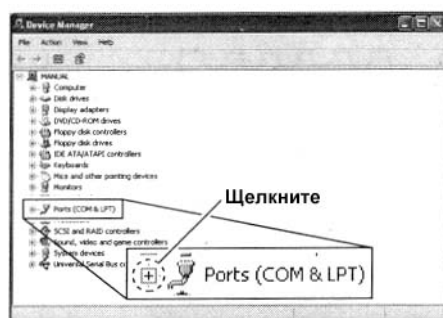 Device Manager
File Action View Help
MANUAL
Computer
Disk drives
Display adapters
DVD/CD-ROM drives
Floppy disk controllers
Floppy disk drives
IDE ATA/ATAPI controllers
Keyboards
Mice and other pointing devices
Monitors
Щелкните
Ports (COM & LPT)
SCSI and RAID controllers
Sound, video and game controllers
System devices
Universal Serial Bus
Ports (COM & LPT)